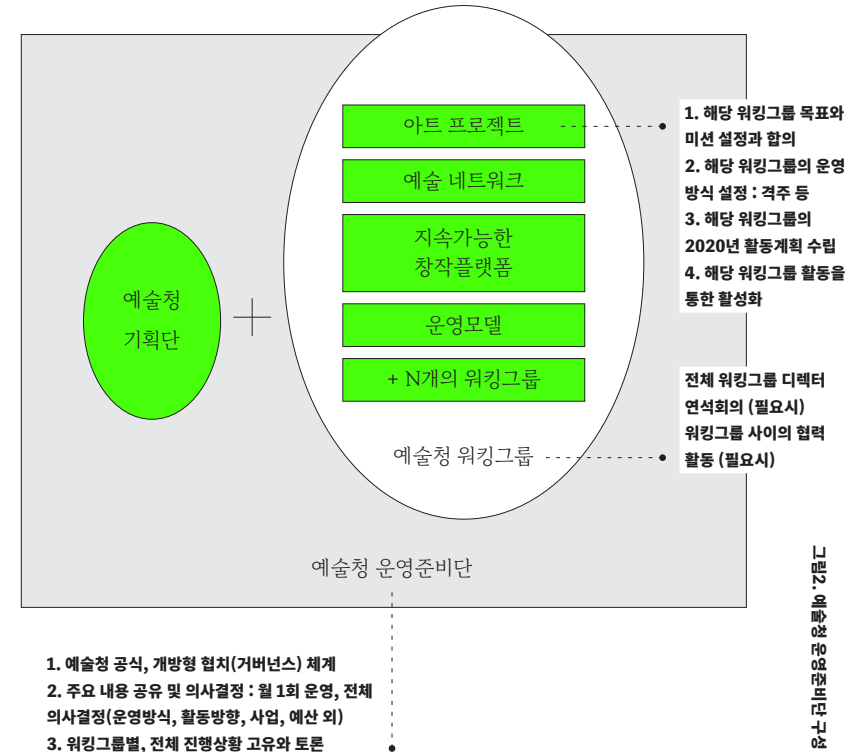 아트 프로젝트
예술 네트워크
지속가능한
창작플랫폼
운영모델
+ N개의 워킹그룹
예술청 워킹그룹
예술청
기획단
예술청 운영준비단
1. 해당 워킹그룹 목표와
미션 설정과 합의
2. 해당 워킹그룹의 운영
방식 설정 : 격주 등
3. 해당 워킹그룹의
2020년 활동계획 수립
4. 해당 워킹그룹 활동을
통한 활성화
전체 워킹그룹 디렉터
연석회의 (필요시)
워킹그룹 사이의 협력
활동 (필요시)
그림2. 예술청 운영준비단 구성
1. 예술청 공식, 개방형 협치(거버넌스) 체계
2. 주요 내용 공유 및 의사결정 : 월 1회 운영, 전체
의사결정(운영방식, 활동방향, 사업, 예산 외)
3. 워킹그룹별, 전체 진행상황 고유와 토론